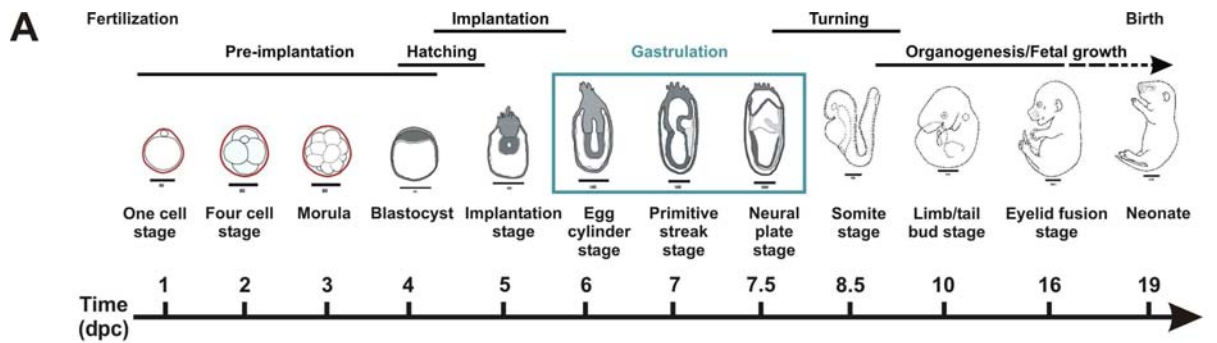 A
Fertilization
Implantation
Turning
Birth
Pre-implantation
Hatching
Gastrulation
Organogenesis/Fetal growth
One cell
stage
Four cell
stage
Morula
Blastocyst
Implantation
stage
Egg
cylinder
stage
Primitive
streak
stage
Neural
plate
stage
Somite
stage
Limb/tail
bud stage
Eyelid fusion
stage
Neonate
1 2 3 4 5 6 7 7.5 8.5 10 16 19
Time
(dpc)